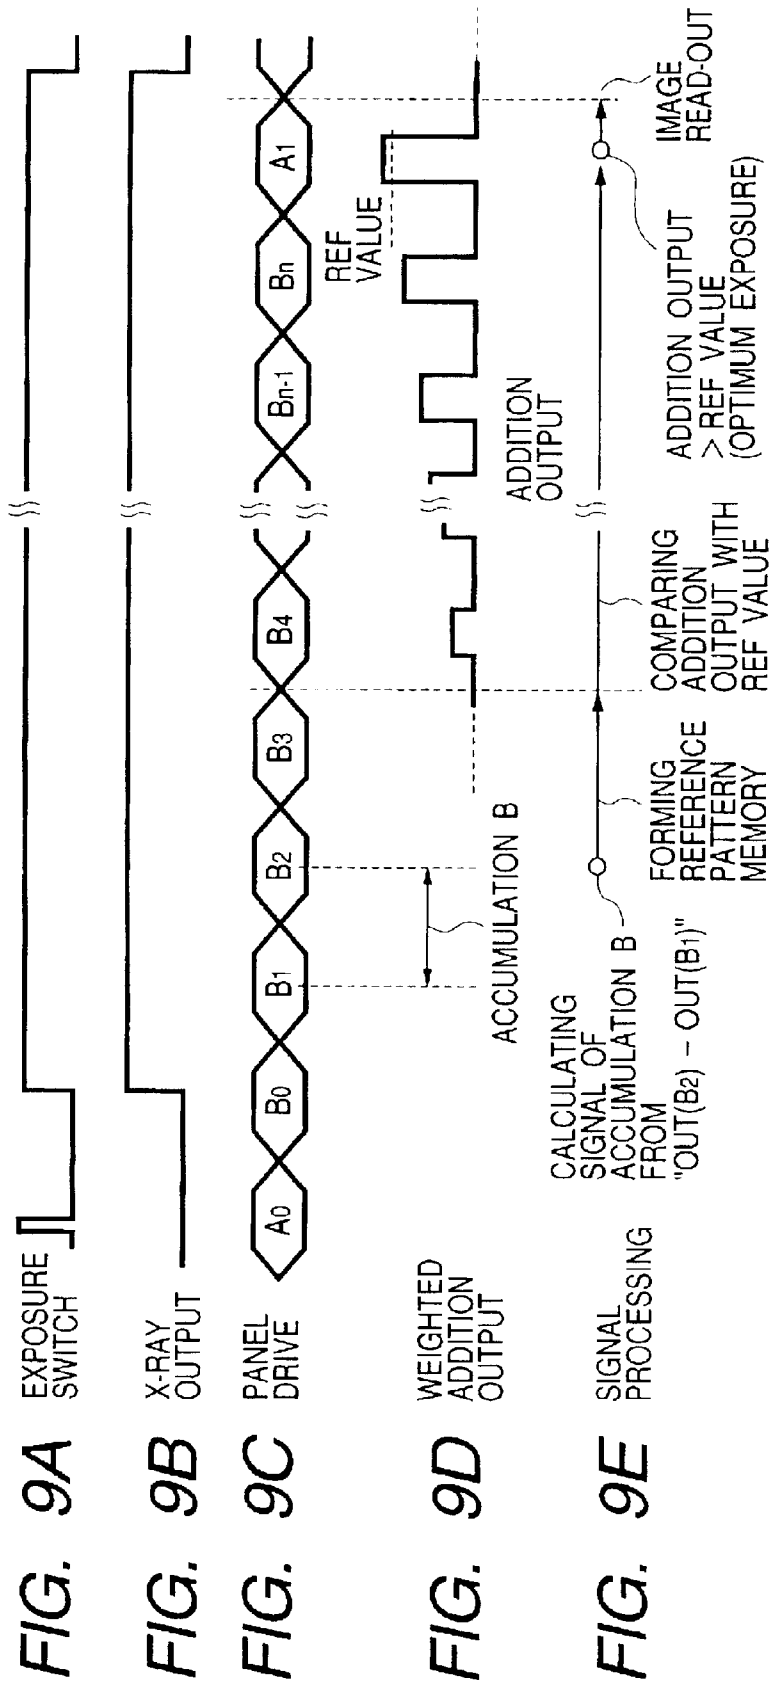 FIG. 9A
EXPOSURE
SWITCH
FIG. 9B
X-RAY
OUTPUT
FIG. 9C
PANEL
DRIVE
A0
B0
B1
B2
B3
B4
Bn-1
Bn
A1
FIG. 9D
WEIGHTED
ADDITION
OUTPUT
ACCUMULATION B
ADDITION
OUTPUT
REF
VALUE
FIG. 9E
SIGNAL
PROCESSING
CALCULATING
SIGNAL OF
ACCUMULATION B
FROM
"OUT(B2) – OUT(B1)"
FORMING
REFERENCE
PATTERN
MEMORY
COMPARING
ADDITION
OUTPUT WITH
REF VALUE
ADDITION OUTPUT
> REF VALUE
(OPTIMUM EXPOSURE)
IMAGE
READ-OUT